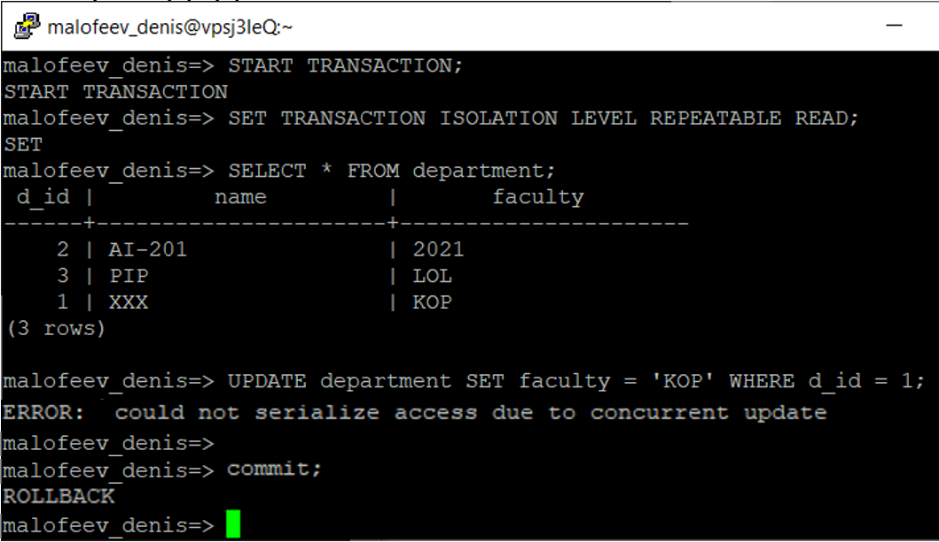 malofeev_denis@vpsj3leQ:~
malofeev_denis=> START TRANSACTION;
START TRANSACTION
malofeev_denis=> SET TRANSACTION ISOLATION LEVEL REPEATABLE READ;
SET
malofeev_denis=> SELECT * FROM department;
 d_id |         name          |        faculty
------+-----------------------+-----------------------
    2 | AI-201                | 2021
    3 | PIP                   | LOL
    1 | XXX                   | KOP
(3 rows)
malofeev_denis=> UPDATE department SET faculty = 'KOP' WHERE d_id = 1;
ERROR:  could not serialize access due to concurrent update
malofeev_denis=>
malofeev_denis=> commit;
ROLLBACK
malofeev_denis=>